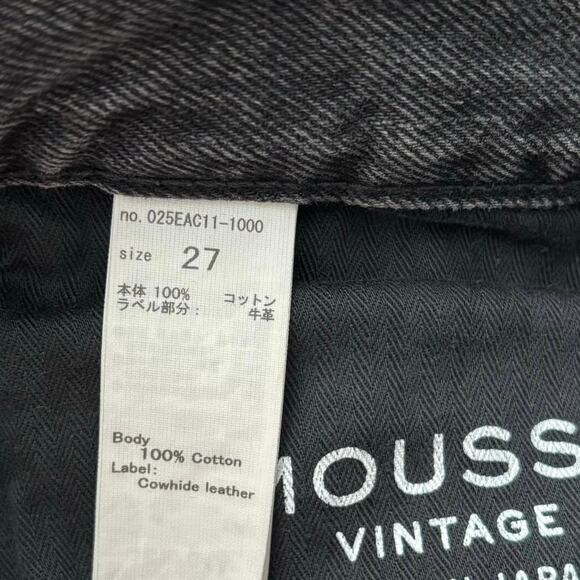 no. 025EAC11-1000
size 27
本体 100% コットン
ラベル部分: 牛革
Body
100% Cotton
Label:
Cowhide leather
MOUSS
VINTAGE
JAPA